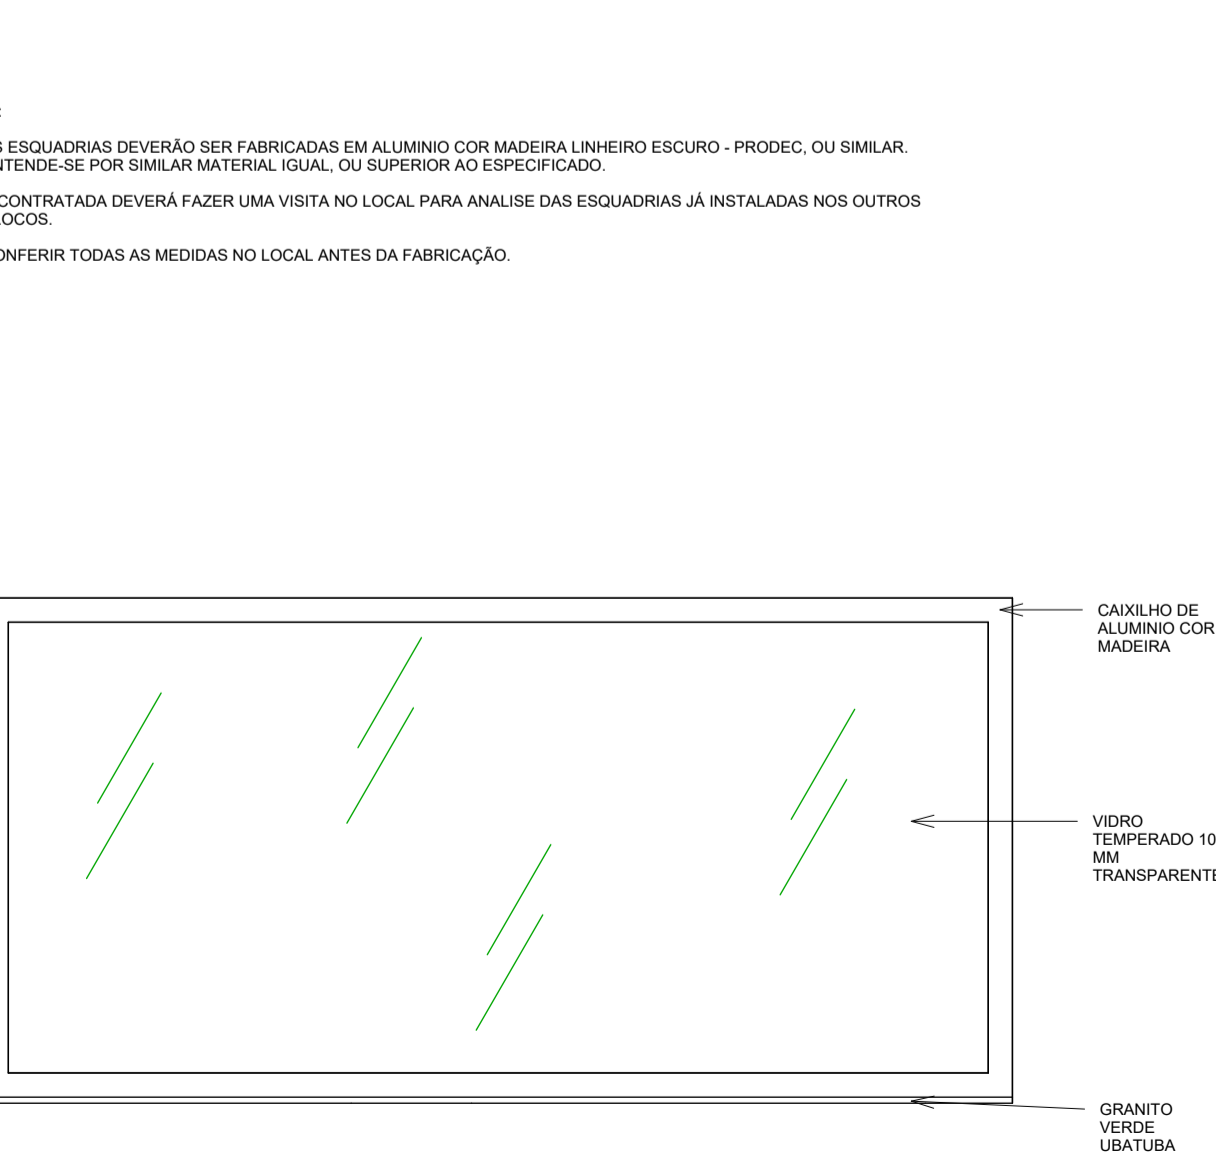 :
S ESQUADRIAS DEVERÃO SER FABRICADAS EM ALUMINIO COR MADEIRA LINHEIRO ESCURO - PRODEC, OU SIMILAR.
NTENDE-SE POR SIMILAR MATERIAL IGUAL, OU SUPERIOR AO ESPECIFICADO.
CONTRATADA DEVERÁ FAZER UMA VISITA NO LOCAL PARA ANALISE DAS ESQUADRIAS JÁ INSTALADAS NOS OUTROS
LOCOS.
ONFERIR TODAS AS MEDIDAS NO LOCAL ANTES DA FABRICAÇÃO.
CAIXILHO DE
ALUMINIO COR
MADEIRA
VIDRO
TEMPERADO 10
MM
TRANSPARENTE
GRANITO
VERDE
UBATUBA